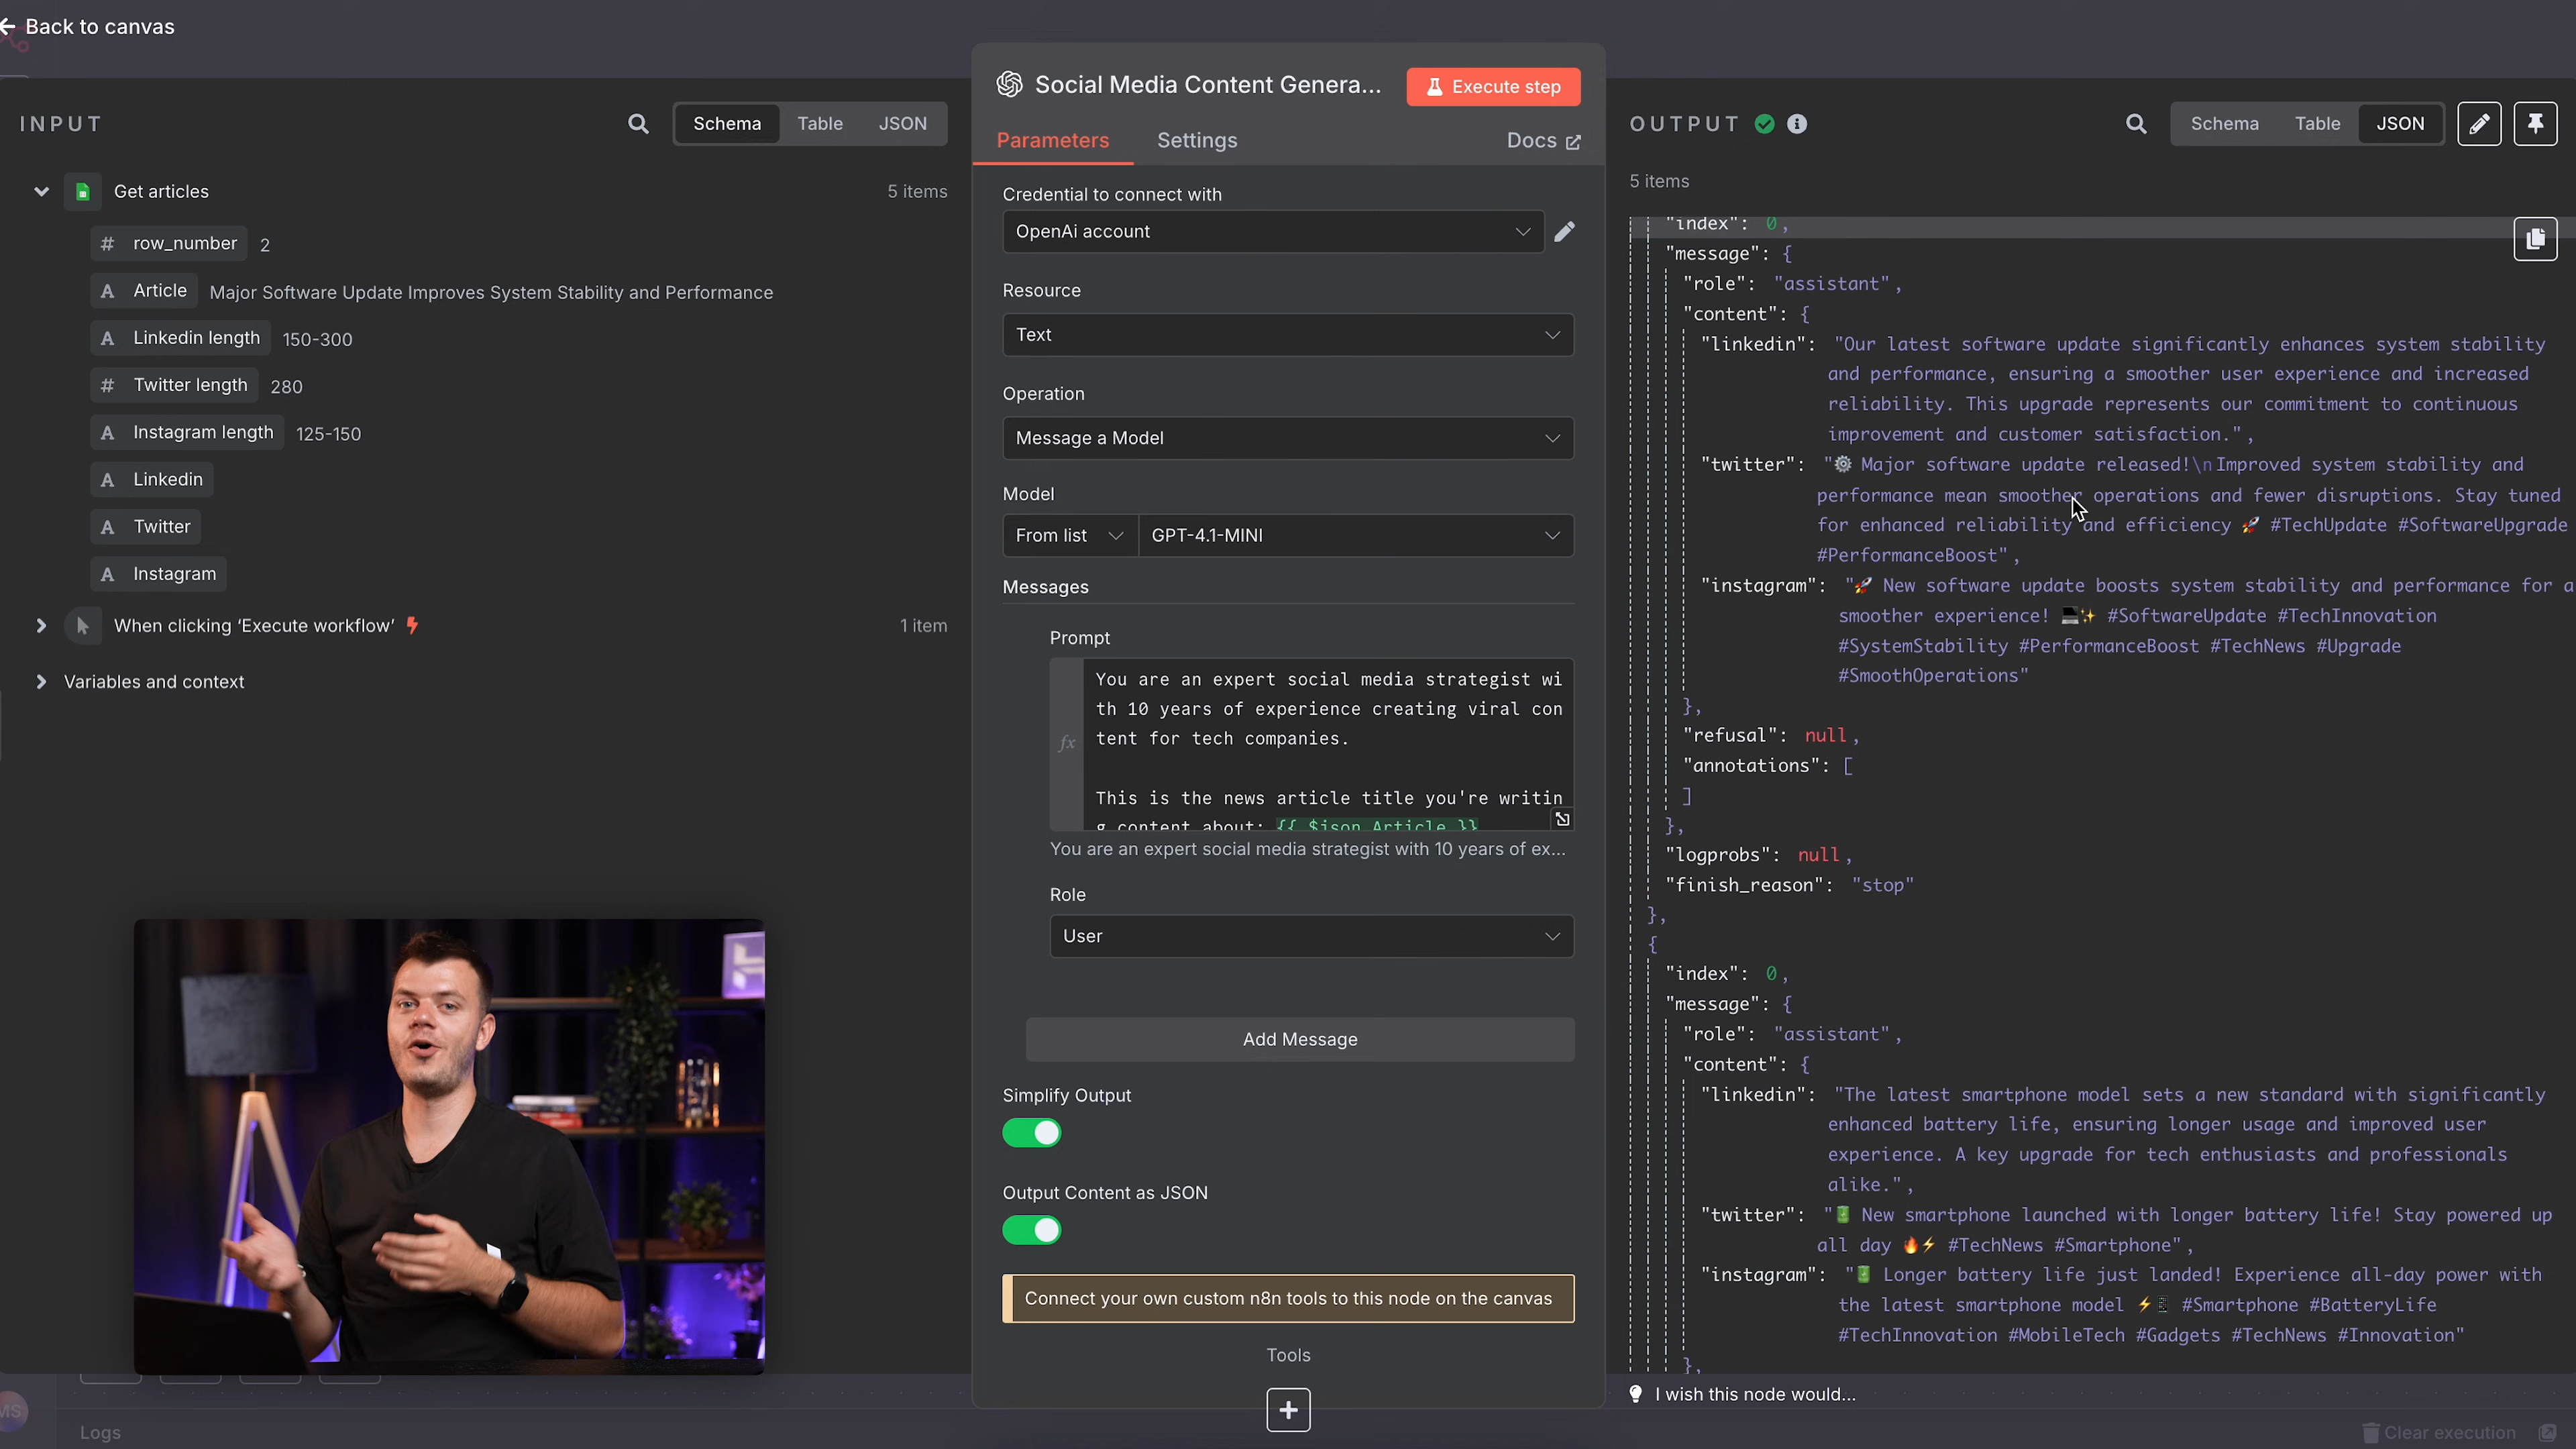 Back to canvas
INPUT
Schema Table JSON
Get articles 5 items
# row_number 2
A Article Major Software Update Improves System Stability and Performance
A Linkedin length 150-300
# Twitter length 280
A Instagram length 125-150
A Linkedin
A Twitter
A Instagram
When clicking ‘Execute workflow’ 1 item
Variables and context
MS
Logs
Social Media Content Genera...
Execute step
Parameters Settings Docs
Credential to connect with
OpenAi account
Resource
Text
Operation
Message a Model
Model
From list GPT-4.1-MINI
Messages
Prompt
fx
You are an expert social media strategist wi
th 10 years of experience creating viral con
tent for tech companies.
This is the news article title you're writin
g content about: {{ $json.Article }}
You are an expert social media strategist with 10 years of ex...
Role
User
Add Message
Simplify Output
Output Content as JSON
Connect your own custom n8n tools to this node on the canvas
Tools
+
OUTPUT
Schema Table JSON
5 items
"index": 0,
"message": {
"role": "assistant",
"content": {
"linkedin": "Our latest software update significantly enhances system stability
and performance, ensuring a smoother user experience and increased
reliability. This upgrade represents our commitment to continuous
improvement and customer satisfaction.",
"twitter": "⚙️ Major software update released!\nImproved system stability and
performance mean smoother operations and fewer disruptions. Stay tuned
for enhanced reliability and efficiency 🚀 #TechUpdate #SoftwareUpgrade
#PerformanceBoost",
"instagram": "🚀 New software update boosts system stability and performance for a
smoother experience! 💻✨ #SoftwareUpdate #TechInnovation
#SystemStability #PerformanceBoost #TechNews #Upgrade
#SmoothOperations"
},
"refusal": null,
"annotations": [
]
},
"logprobs": null,
"finish_reason": "stop"
},
{
"index": 0,
"message": {
"role": "assistant",
"content": {
"linkedin": "The latest smartphone model sets a new standard with significantly
enhanced battery life, ensuring longer usage and improved user
experience. A key upgrade for tech enthusiasts and professionals
alike.",
"twitter": "🔋 New smartphone launched with longer battery life! Stay powered up
all day 🔥⚡ #TechNews #Smartphone",
"instagram": "🔋 Longer battery life just landed! Experience all-day power with
the latest smartphone model ⚡📱 #Smartphone #BatteryLife
#TechInnovation #MobileTech #Gadgets #TechNews #Innovation"
},
I wish this node would...
Clear execution